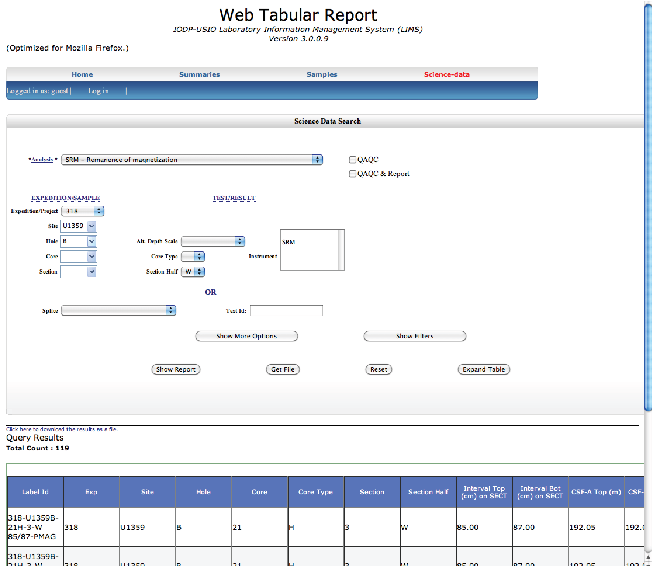 Web Tabular Report
IODP-USIO Laboratory Information Management System (LIMS)
Version 3.0.0.9
(Optimized for Mozilla Firefox.)
Home Summaries Samples Science-data
Logged in as: guest | Log in |
Science Data Search
*Analysis * SRM - Remanence of magnetization QAQC
QAQC & Report
EXPEDITION/SAMPLE TEST/RESULT
Expedition/Project 318
Site U1359
Hole B Alt. Depth Scale Instrument SRM
Core Core Type
Section Section Half W
OR
Splice Test Id:
Show More Options Show Filters
Show Report Get File Reset Expand Table
Click here to download the results as a file.
Query Results
Total Count : 119
Label Id Exp Site Hole Core Core Type Section Section Half Interval Top (cm) on SECT Interval Bot (cm) on SECT CSF-A Top (m) CSF-
318-U1359B-
21H-3-W
85/87-PMAG 318 U1359 B 21 H 3 W 85.00 87.00 192.05 192.0
318-U1359B-
21H-3-W 318 U1359 B 21 H 3 W 85.00 87.00 192.05 192.0